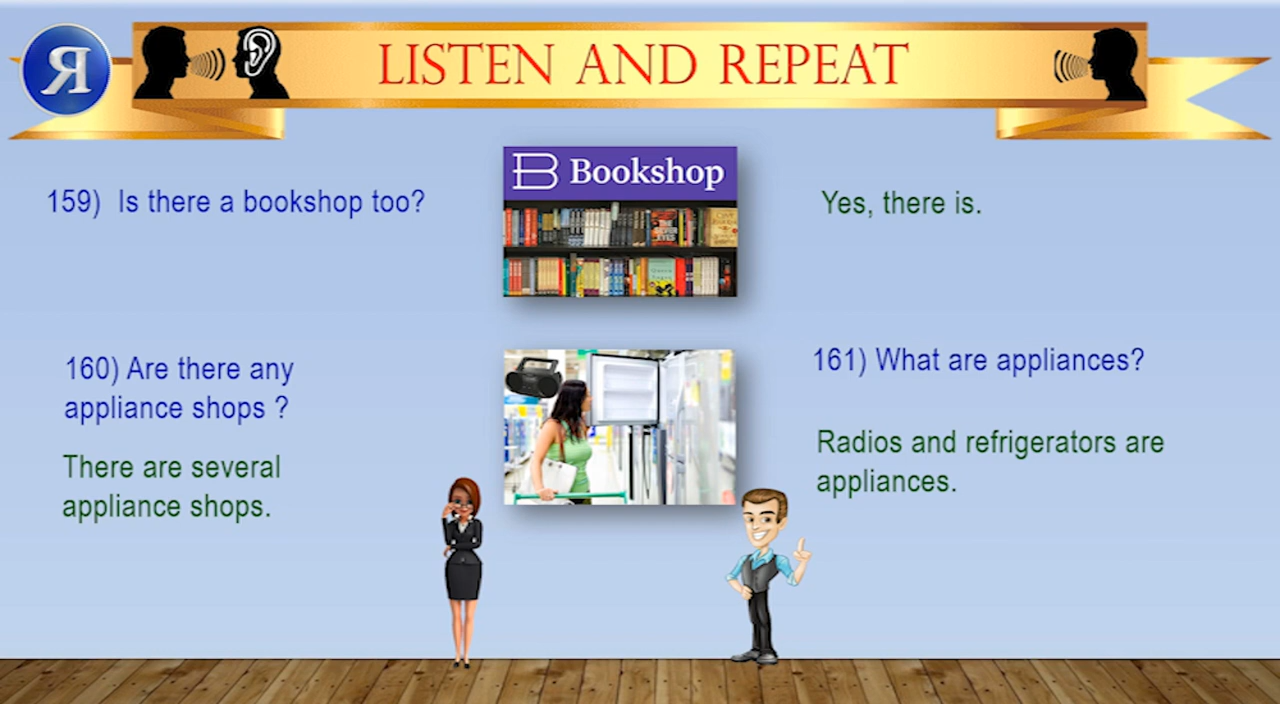 Я
LISTEN AND REPEAT
159) Is there a bookshop too?
B Bookshop
Yes, there is.
160) Are there any
appliance shops ?
There are several
appliance shops.
161) What are appliances?
Radios and refrigerators are
appliances.